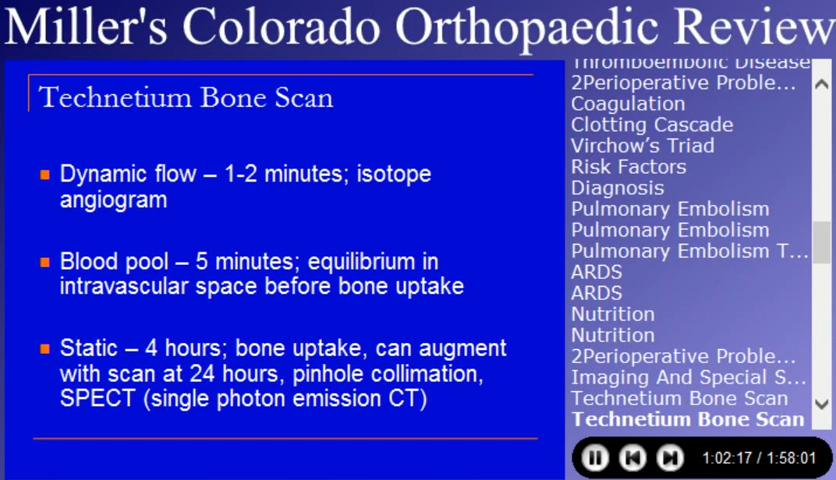 Miller's Colorado Orthopaedic Review
Technetium Bone Scan
Dynamic flow – 1-2 minutes; isotope
angiogram
Blood pool – 5 minutes; equilibrium in
intravascular space before bone uptake
Static – 4 hours; bone uptake, can augment
with scan at 24 hours, pinhole collimation,
SPECT (single photon emission CT)
Thromboembolic Disease
2Perioperative Proble...
Coagulation
Clotting Cascade
Virchow's Triad
Risk Factors
Diagnosis
Pulmonary Embolism
Pulmonary Embolism
Pulmonary Embolism T...
ARDS
ARDS
Nutrition
Nutrition
2Perioperative Proble...
Imaging And Special S...
Technetium Bone Scan
Technetium Bone Scan
1:02:17 / 1:58:01